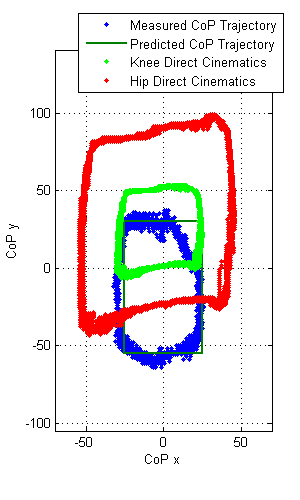 Measured CoP Trajectory
Predicted CoP Trajectory
Knee Direct Cinematics
Hip Direct Cinematics
100
50
0
-50
-100
CoP y
-50
0
50
CoP x